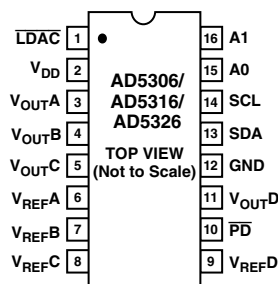 LDAC 1
VDD 2
VOUTA 3
VOUTB 4
VOUTC 5
VREFA 6
VREFB 7
VREFC 8
AD5306/
AD5316/
AD5326
TOP VIEW
(Not to Scale)
16 A1
15 A0
14 SCL
13 SDA
12 GND
11 VOUTD
10 PD
9 VREFD